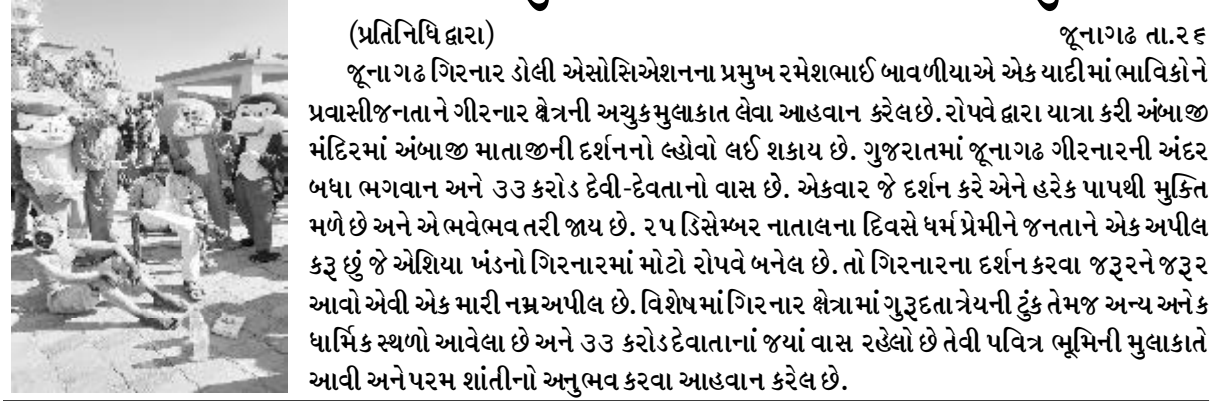 (પ્રતિનિધિ દ્વારા) જૂનાગઢ તા.૨૬
જૂનાગઢ ગિરનાર ડોલી એસોસિએશનના પ્રમુખ રમેશભાઈ બાવળીયાએ એક યાદીમાં ભાવિકોને
પ્રવાસીજનતાને ગીરનાર ક્ષેત્રની અચુકમુલાકાત લેવા આહવાન કરેલ છે. રોપવે દ્વારા યાત્રા કરી અંબાજી
મંદિરમાં અંબાજી માતાજીની દર્શનનો લ્હોવો લઈ શકાય છે. ગુજરાતમાં જૂનાગઢ ગીરનારની અંદર
બધા ભગવાન અને ૩૩ કરોડ દેવી-દેવતાનો વાસ છે. એકવાર જે દર્શન કરે એને હરેક પાપથી મુક્તિ
મળે છે અને એ ભવેભવ તરી જાય છે. ૨૫ ડિસેમ્બર નાતાલના દિવસે ધર્મ પ્રેમીને જનતાને એક અપીલ
કરૂ છું જે એશિયા ખંડનો ગિરનારમાં મોટો રોપવે બનેલ છે. તો ગિરનારના દર્શન કરવા જરૂરને જરૂર
આવો એવી એક મારી નમ્ર અપીલ છે. વિશેષમાં ગિરનાર ક્ષેત્રામાં ગુરૂદતાત્રેયની ટુંક તેમજ અન્ય અનેક
ધાર્મિક સ્થળો આવેલા છે અને ૩૩ કરોડ દેવાતાનાં જયાં વાસ રહેલો છે તેવી પવિત્ર ભૂમિની મુલાકાતે
આવી અને પરમ શાંતીનો અનુભવ કરવા આહવાન કરેલ છે.